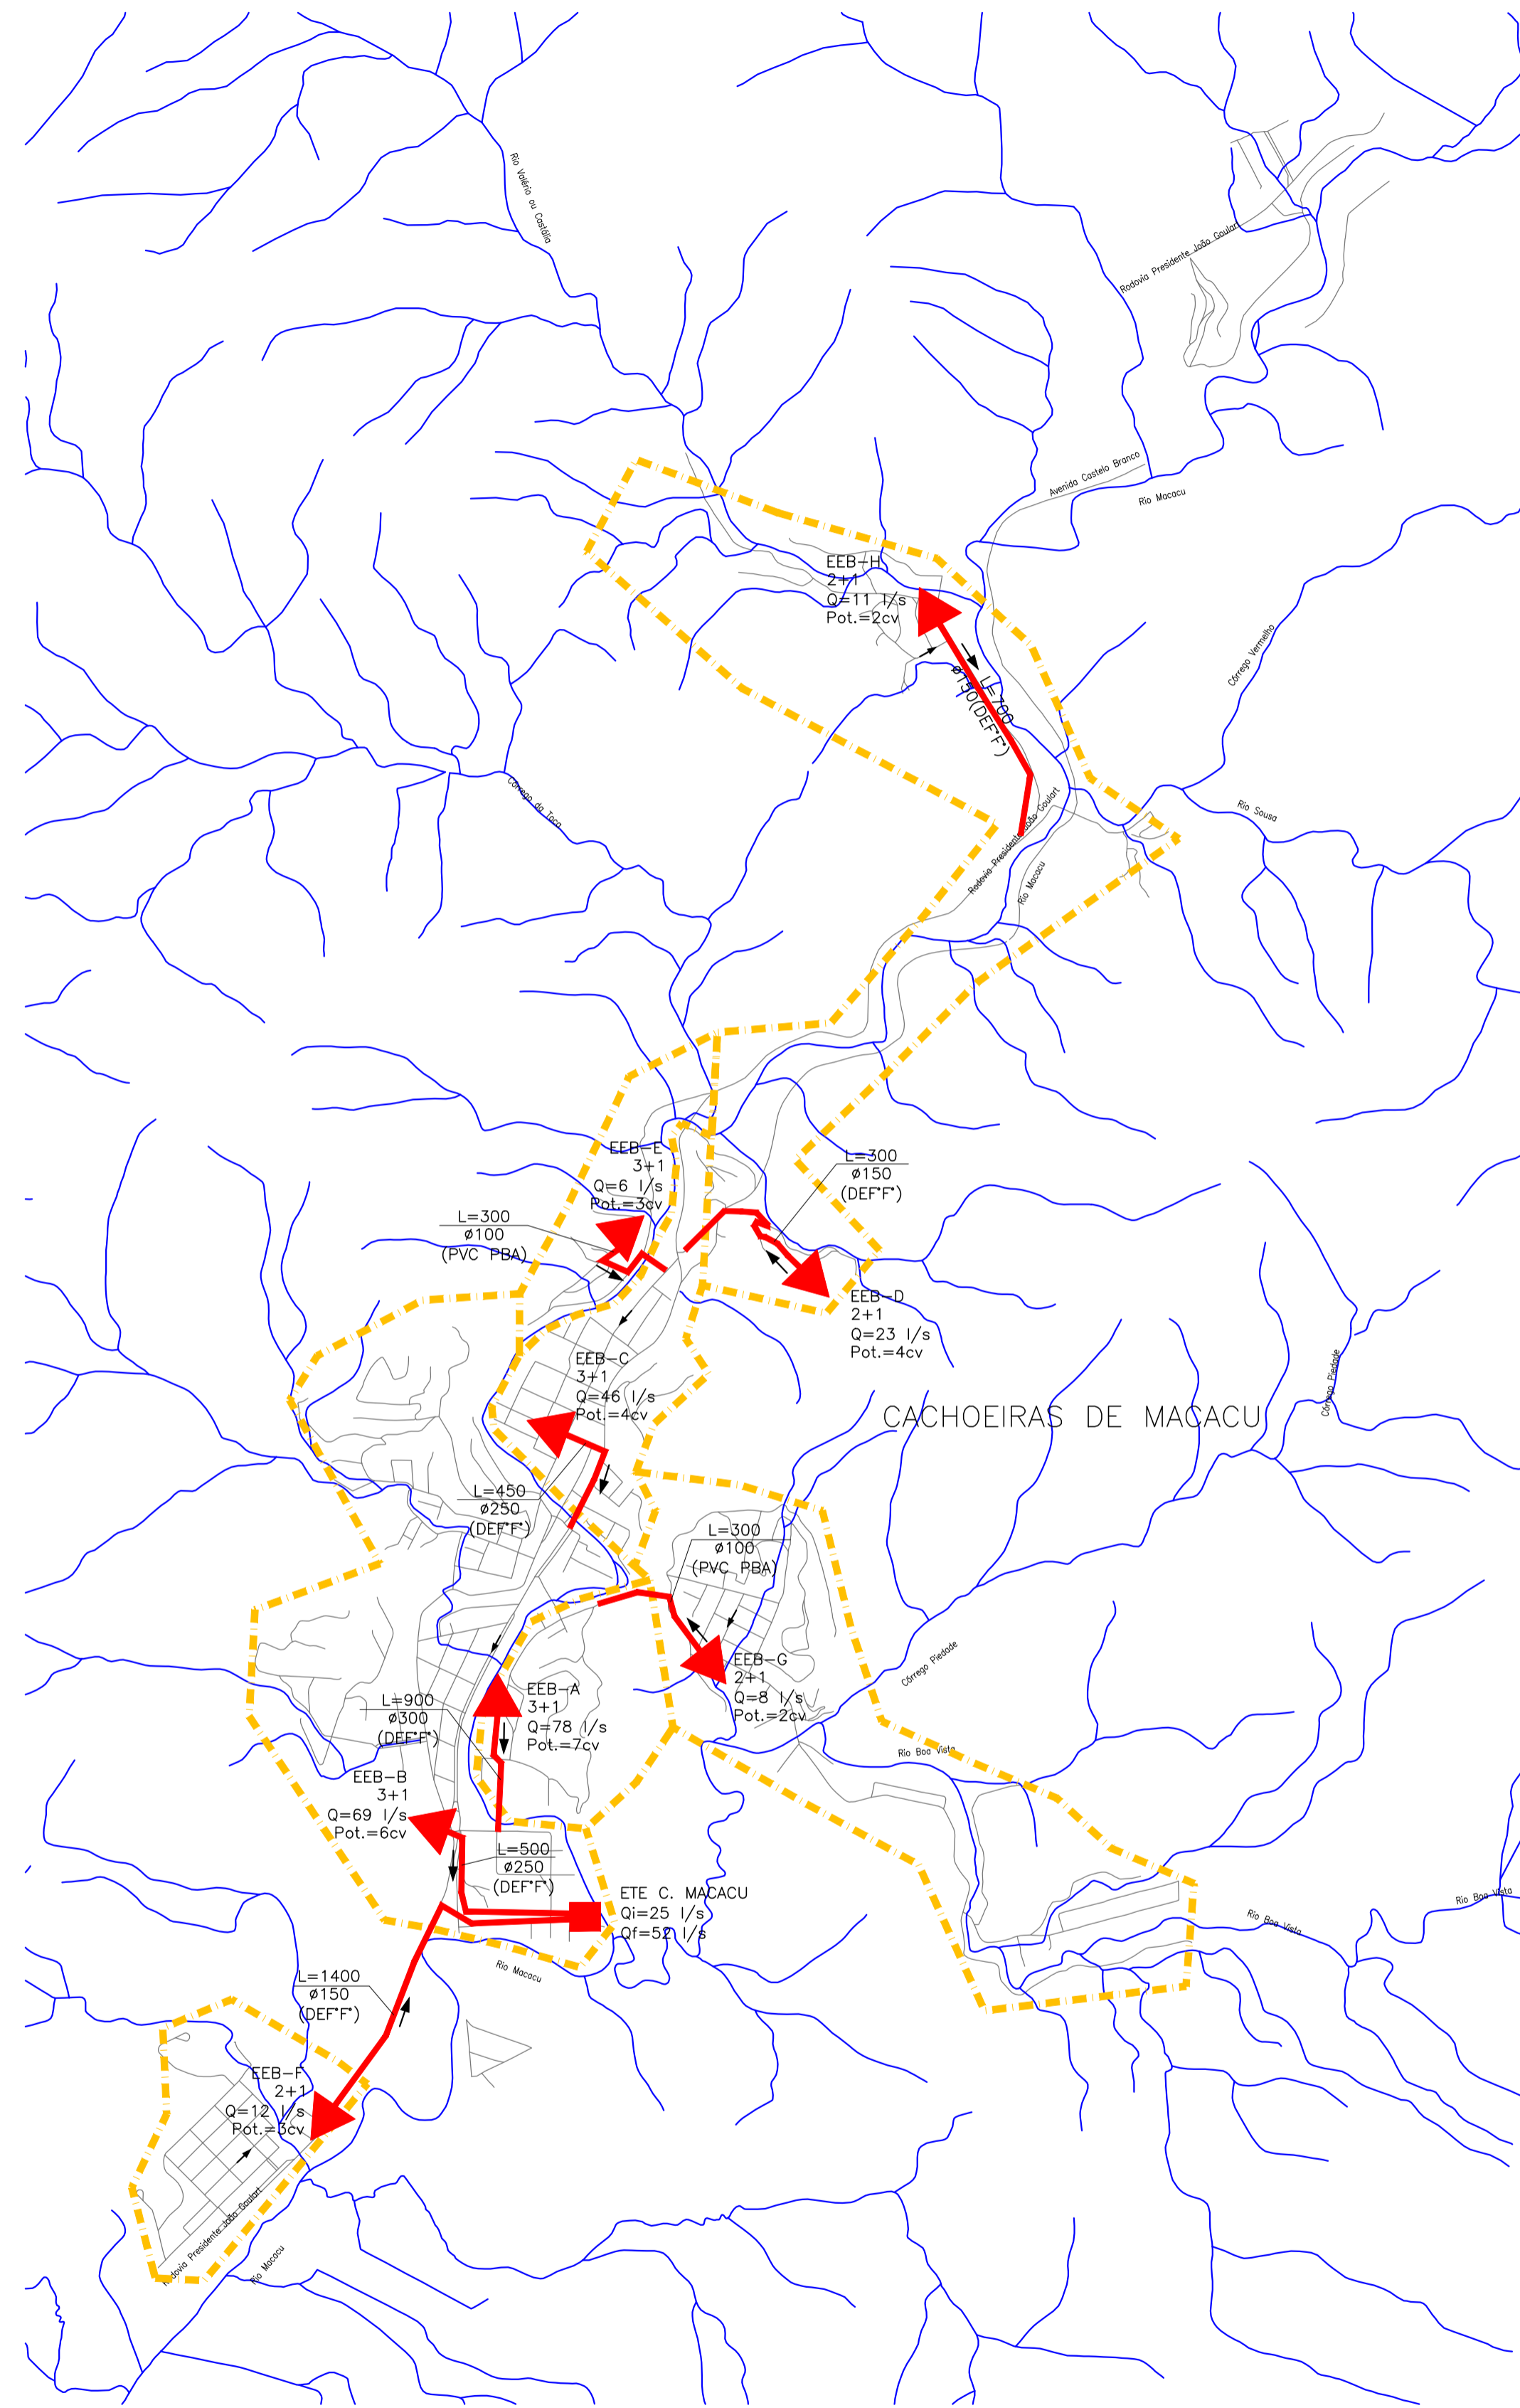 Rio Valério ou Castália
Rodovia Presidente João Goulart
Avenida Castelo Branco
Rio Macacu
EEB-H
2+1
Q=11 l/s
Pot.=2cv
L=700
ø150(DEF°F°)
Córrego Vermelho
Córrego da Toca
Rio Sousa
Rodovia Presidente João Goulart
Rio Macacu
EEB-E
3+1
Q=6 l/s
Pot.=3cv
L=300
ø150
(DEF°F°)
L=300
ø100
(PVC PBA)
EEB-D
2+1
Q=23 l/s
Pot.=4cv
EEB-C
3+1
Q=46 l/s
Pot.=4cv
Córrego Piedade
CACHOEIRAS DE MACACU
L=450
ø250
(DEF°F°)
L=300
ø100
(PVC PBA)
Córrego Piedade
EEB-G
2+1
Q=8 l/s
Pot.=2cv
EEB-A
3+1
Q=78 l/s
Pot.=7cv
L=900
ø300
(DEF°F°)
Rio Boa Vista
EEB-B
3+1
Q=69 l/s
Pot.=6cv
L=500
ø250
(DEF°F°)
ETE C. MACACU
Qi=25 l/s
Qf=52 l/s
Rio Boa Vista
Rio Boa Vista
Rio Macacu
L=1400
ø150
(DEF°F°)
EEB-F
2+1
Q=12 l/s
Pot.=3cv
Rodovia Presidente João Goulart
Rio Macacu